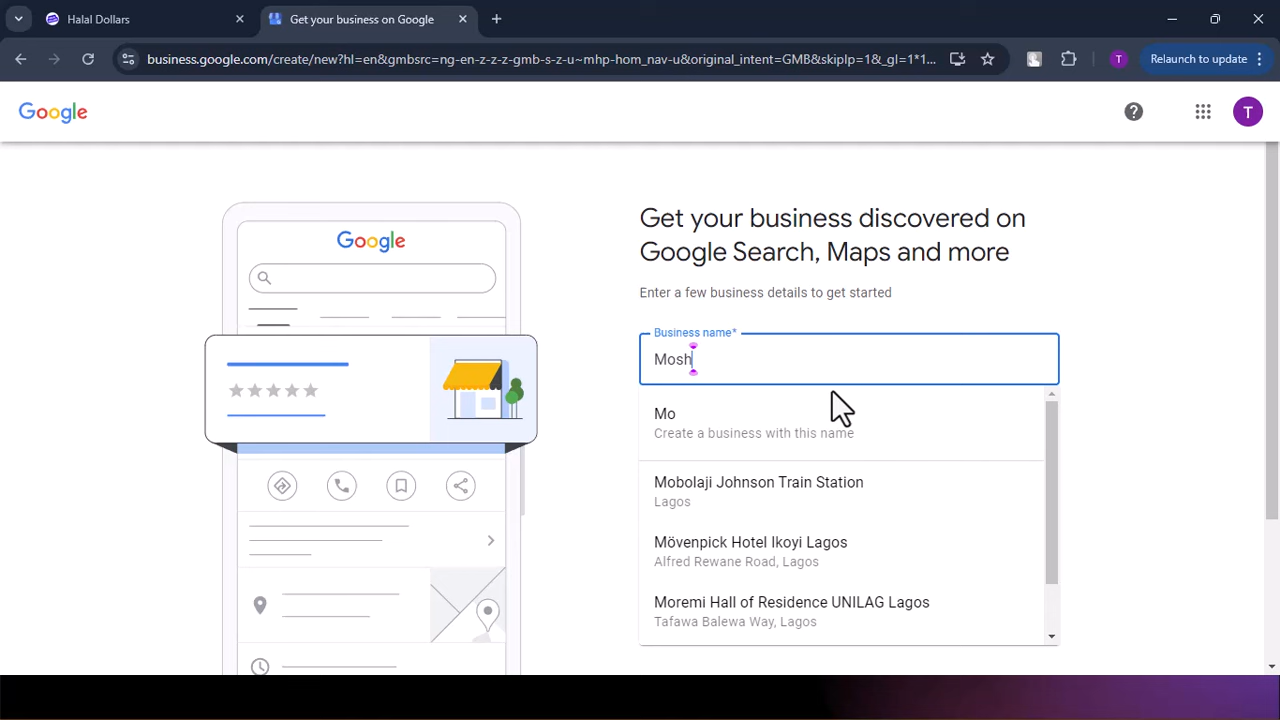 Halal Dollars
Get your business on Google
business.google.com/create/new?hl=en&gmbsrc=ng-en-z-z-z-gmb-s-z-u~mhp-hom_nav-u&original_intent=GMB&skiplp=1&_gl=1*1...
T
Relaunch to update
Google
T
Google
Get your business discovered on
Google Search, Maps and more
Enter a few business details to get started
Business name*
Mosh
Mo
Create a business with this name
Mobolaji Johnson Train Station
Lagos
Mövenpick Hotel Ikoyi Lagos
Alfred Rewane Road, Lagos
Moremi Hall of Residence UNILAG Lagos
Tafawa Balewa Way, Lagos